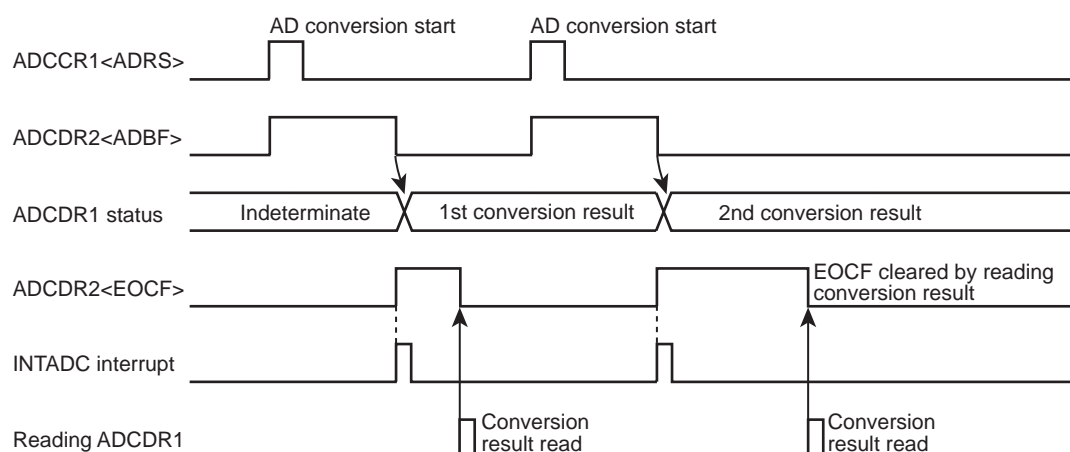 AD conversion start
AD conversion start
ADCCR1<ADRS>
ADCDR2<ADBF>
ADCDR1 status
Indeterminate
1st conversion result
2nd conversion result
ADCDR2<EOCF>
EOCF cleared by reading
conversion result
INTADC interrupt
Reading ADCDR1
Conversion
result read
Conversion
result read